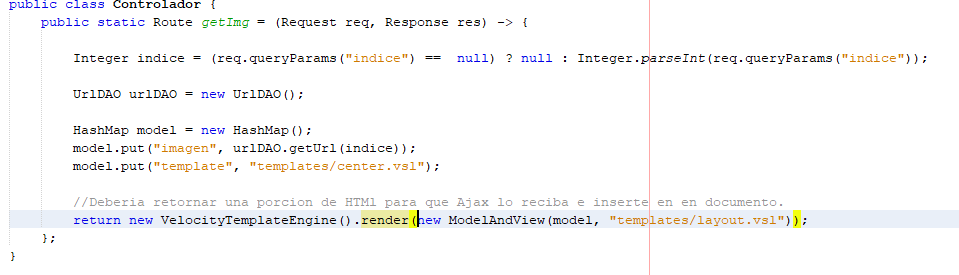 public class Controlador {
public static Route getImg = (Request req, Response res) -> {
Integer indice = (req.queryParams("indice") ==  null) ? null : Integer.parseInt(req.queryParams("indice"));
UrlDAO urlDAO = new UrlDAO();
HashMap model = new HashMap();
model.put("imagen", urlDAO.getUrl(indice));
model.put("template", "templates/center.vsl");
//Deberia retornar una porcion de HTMl para que Ajax lo reciba e inserte en en documento.
return new VelocityTemplateEngine().render(new ModelAndView(model, "templates/layout.vsl"));
};
}